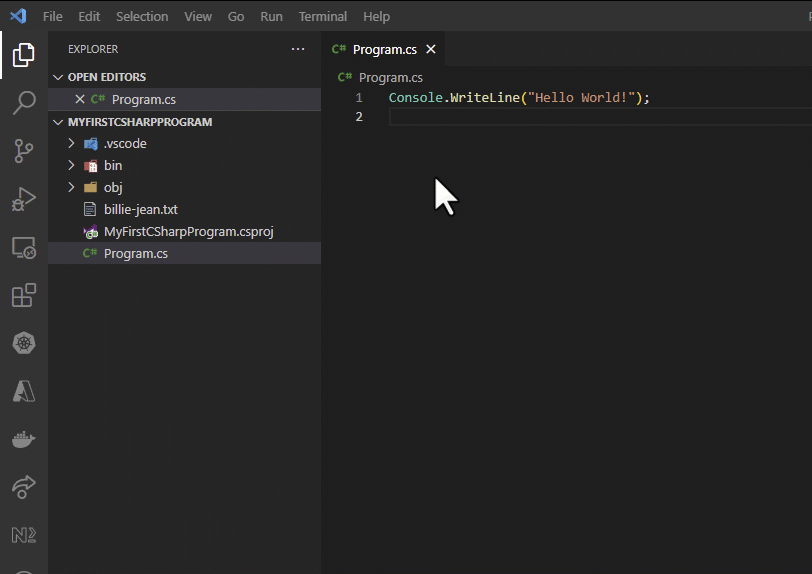 File Edit Selection View Go Run Terminal Help
EXPLORER ...
OPEN EDITORS
C# Program.cs
MYFIRSTCSHARPPROGRAM
.vscode
bin
obj
billie-jean.txt
MyFirstCSharpProgram.csproj
C# Program.cs
C# Program.cs
C# Program.cs
1 Console.WriteLine("Hello World!");
2